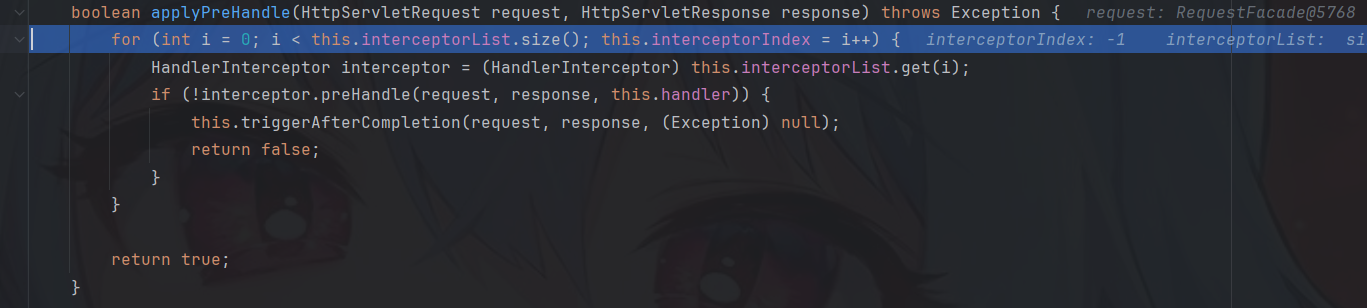 boolean applyPreHandle(HttpServletRequest request, HttpServletResponse response) throws Exception { request: RequestFacade@5768
for (int i = 0; i < this.interceptorList.size(); this.interceptorIndex = i++) { interceptorIndex: -1 interceptorList: si
HandlerInterceptor interceptor = (HandlerInterceptor) this.interceptorList.get(i);
if (!interceptor.preHandle(request, response, this.handler)) {
this.triggerAfterCompletion(request, response, (Exception) null);
return false;
}
}
return true;
}